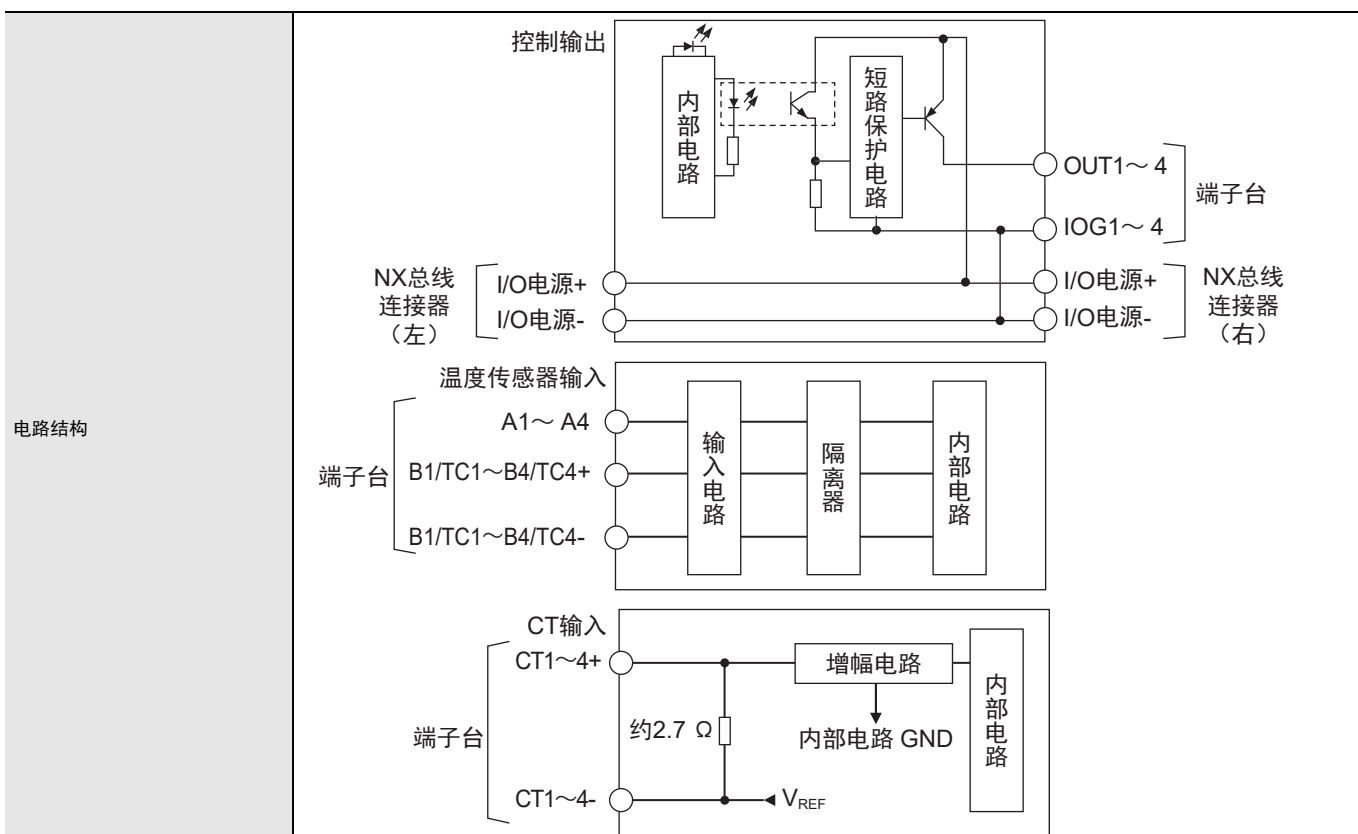 电路结构
控制输出
内部电路
短路保护电路
OUT1～4
IOG1～4
端子台
NX总线
连接器
（左）
I/O电源+
I/O电源-
I/O电源+
I/O电源-
NX总线
连接器
（右）
温度传感器输入
端子台
A1～A4
B1/TC1～B4/TC4+
B1/TC1～B4/TC4-
输入电路
隔离器
内部电路
CT输入
端子台
CT1～4+
CT1～4-
约2.7 Ω
增幅电路
内部电路 GND
VREF
内部电路